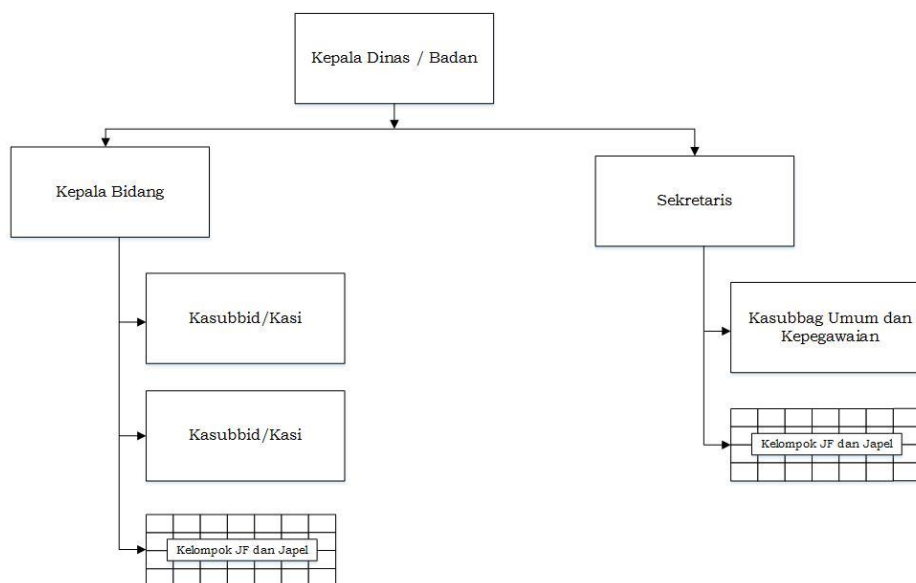 Kepala Dinas / Badan
Kepala Bidang
Sekretaris
Kasubbid/Kasi
Kasubbag Umum dan
Kepegawaian
Kasubbid/Kasi
Kelompok JF dan Japel
Kelompok JF dan Japel